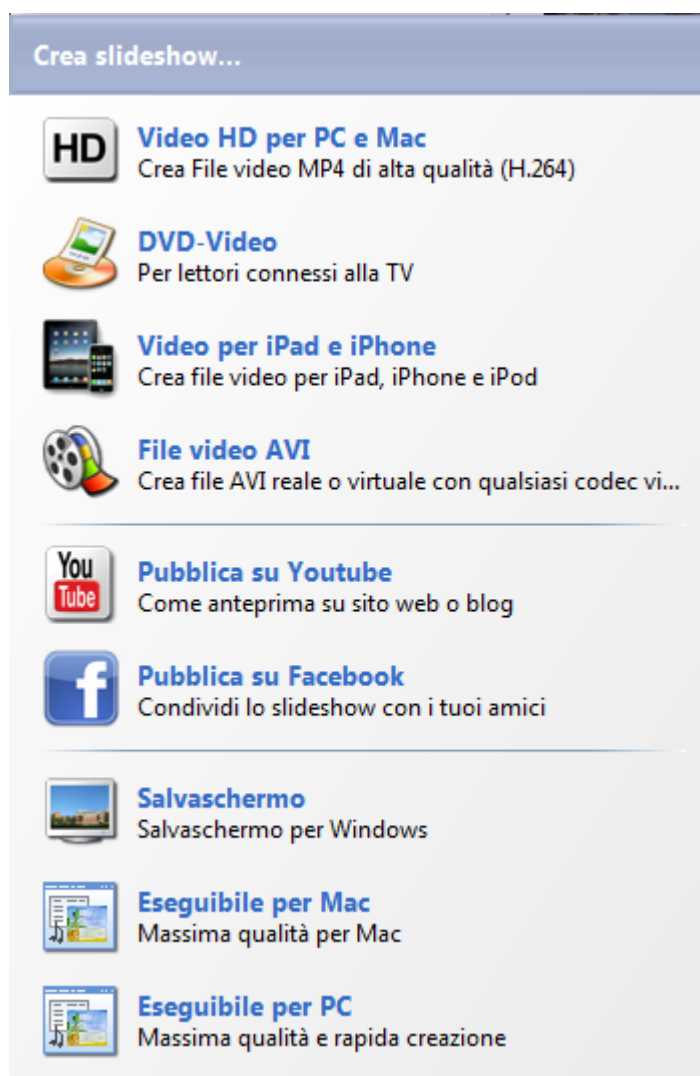 Crea slideshow...
HD
Video HD per PC e Mac
Crea File video MP4 di alta qualità (H.264)
DVD-Video
Per lettori connessi alla TV
Video per iPad e iPhone
Crea file video per iPad, iPhone e iPod
File video AVI
Crea file AVI reale o virtuale con qualsiasi codec vi...
You
Tube
Pubblica su Youtube
Come anteprima su sito web o blog
f
Pubblica su Facebook
Condividi lo slideshow con i tuoi amici
Salvaschermo
Salvaschermo per Windows
Eseguibile per Mac
Massima qualità per Mac
Eseguibile per PC
Massima qualità e rapida creazione